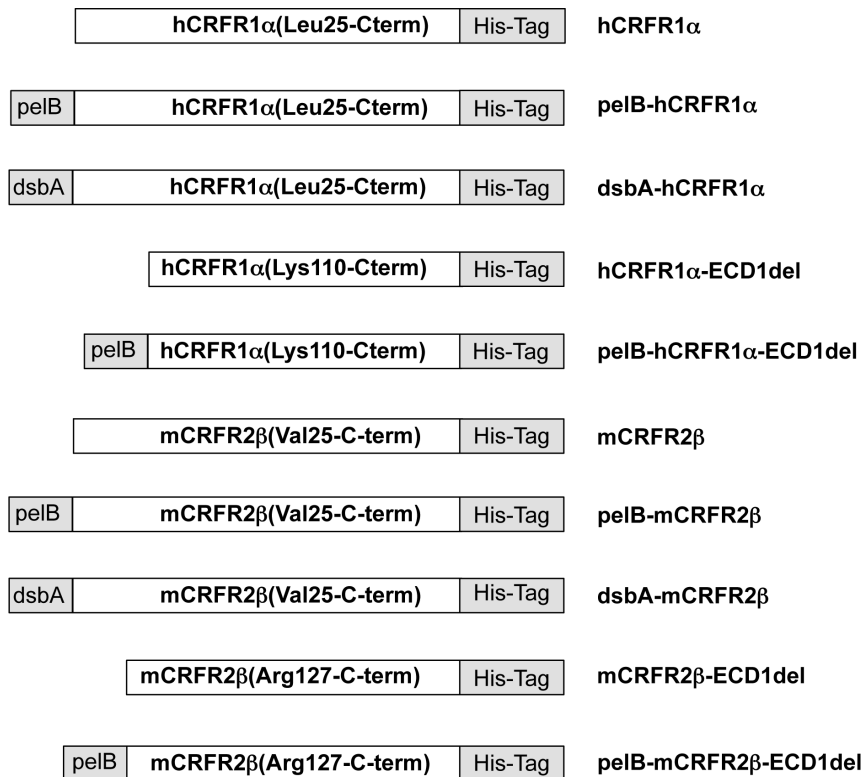 hCRFR1α(Leu25-Cterm) His-Tag hCRFR1α
pelB hCRFR1α(Leu25-Cterm) His-Tag pelB-hCRFR1α
dsbA hCRFR1α(Leu25-Cterm) His-Tag dsbA-hCRFR1α
hCRFR1α(Lys110-Cterm) His-Tag hCRFR1α-ECD1del
pelB hCRFR1α(Lys110-Cterm) His-Tag pelB-hCRFR1α-ECD1del
mCRFR2β(Val25-C-term) His-Tag mCRFR2β
pelB mCRFR2β(Val25-C-term) His-Tag pelB-mCRFR2β
dsbA mCRFR2β(Val25-C-term) His-Tag dsbA-mCRFR2β
mCRFR2β(Arg127-C-term) His-Tag mCRFR2β-ECD1del
pelB mCRFR2β(Arg127-C-term) His-Tag pelB-mCRFR2β-ECD1del